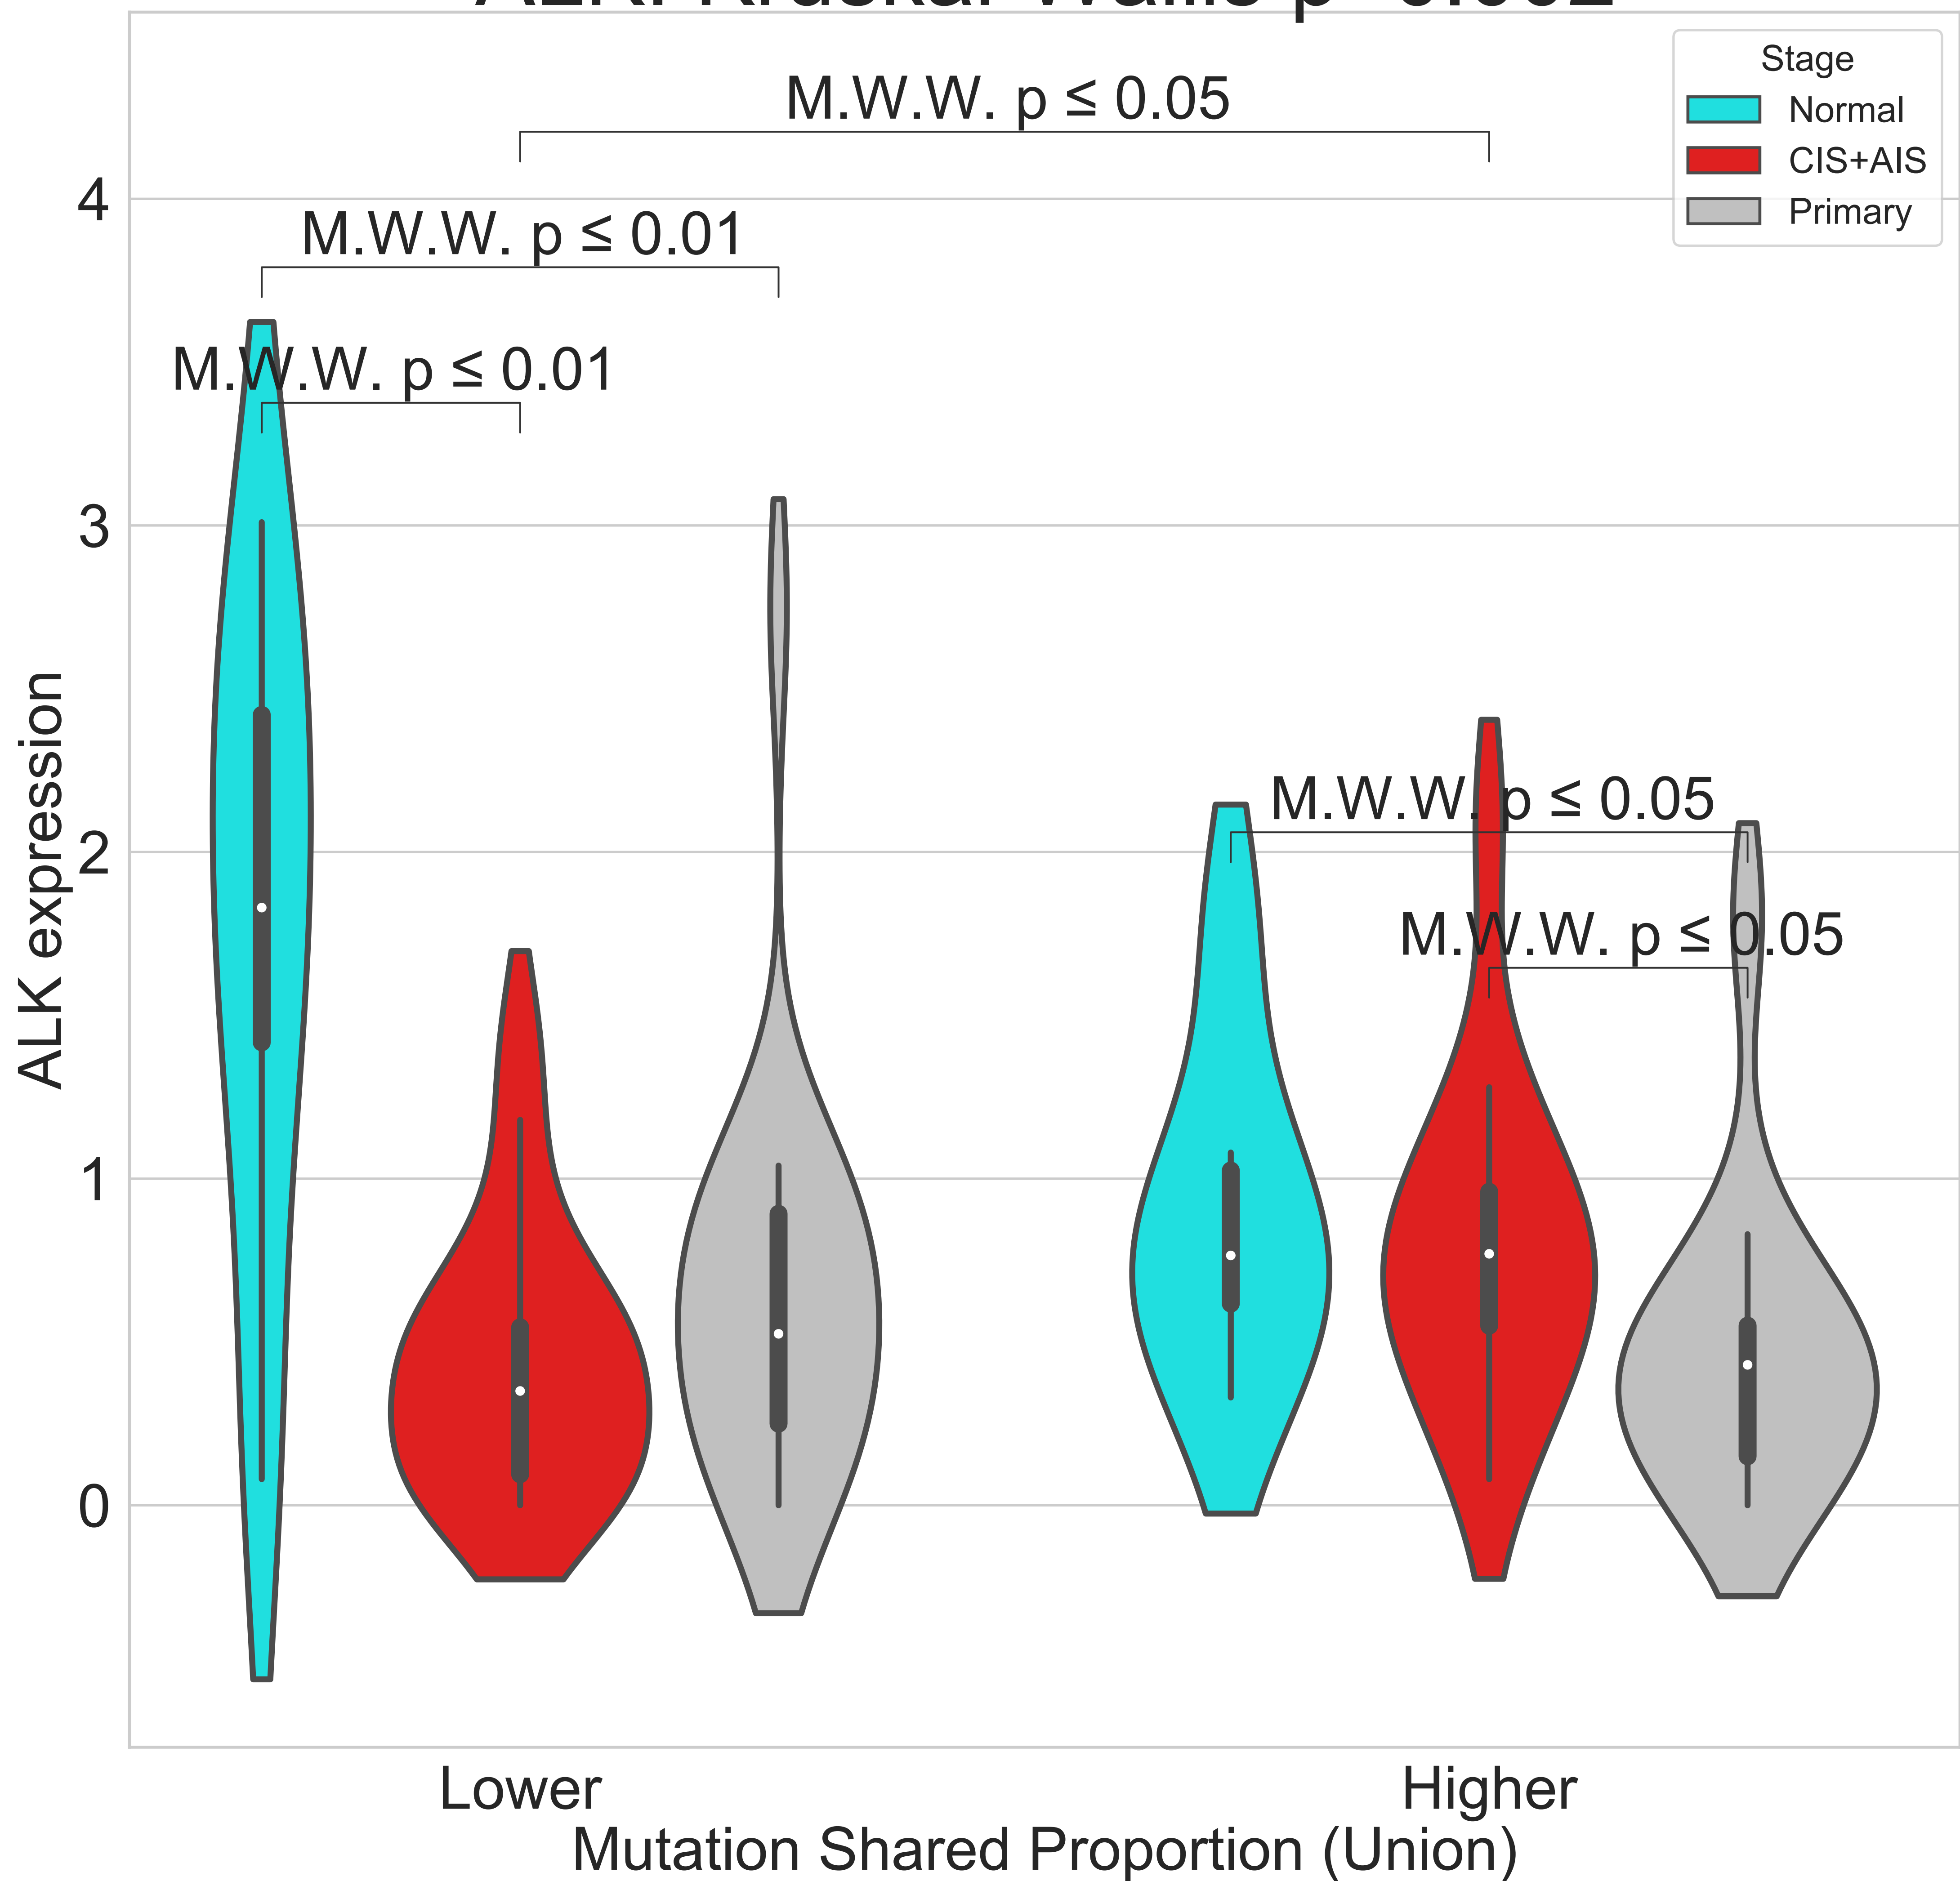 Stage
Normal
CIS+AIS
Primary
M.W.W. p ≤ 0.05
M.W.W. p ≤ 0.01
M.W.W. p ≤ 0.01
M.W.W. p ≤ 0.05
M.W.W. p ≤ 0.05
4
3
2
1
0
ALK expression
Lower
Higher
Mutation Shared Proportion (Union)